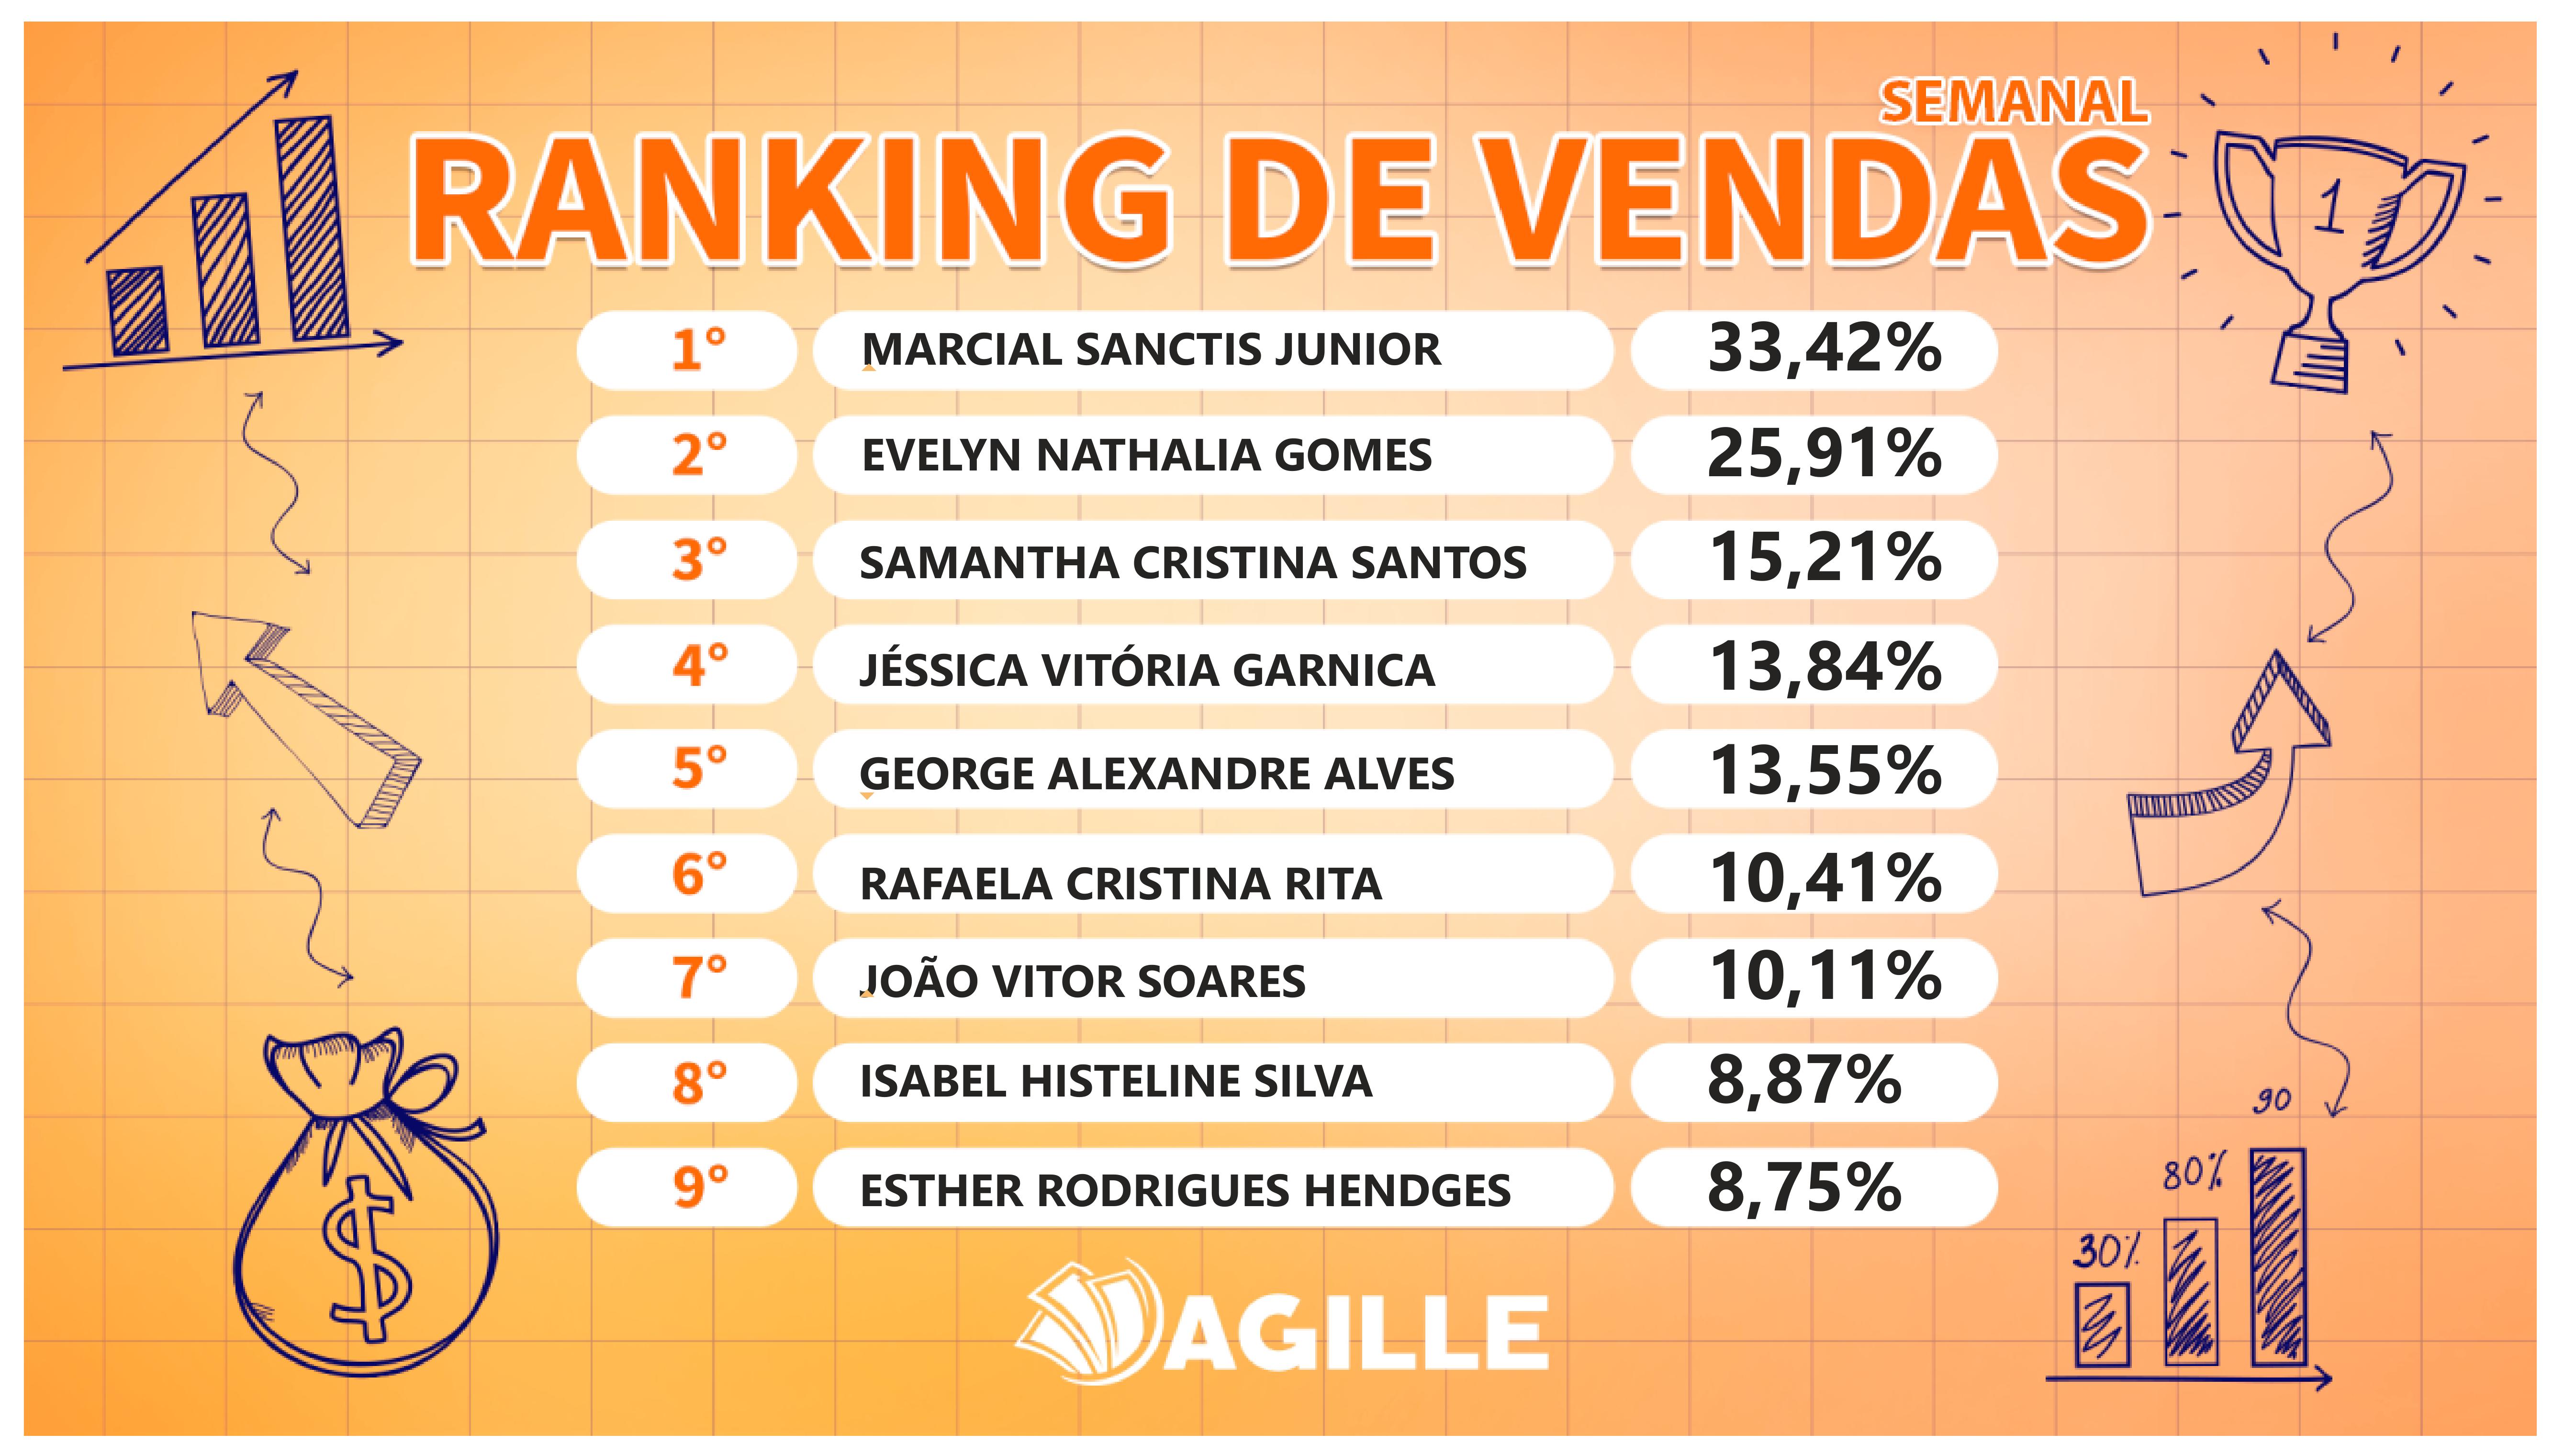 SEMANAL
RANKING DE VENDAS
1
1° MARCIAL SANCTIS JUNIOR 33,42%
2° EVELYN NATHALIA GOMES 25,91%
3° SAMANTHA CRISTINA SANTOS 15,21%
4° JÉSSICA VITÓRIA GARNICA 13,84%
5° GEORGE ALEXANDRE ALVES 13,55%
6° RAFAELA CRISTINA RITA 10,41%
7° JOÃO VITOR SOARES 10,11%
8° ISABEL HISTELINE SILVA 8,87%
9° ESTHER RODRIGUES HENDGES 8,75%
$
90
80%
30%
AGILLE